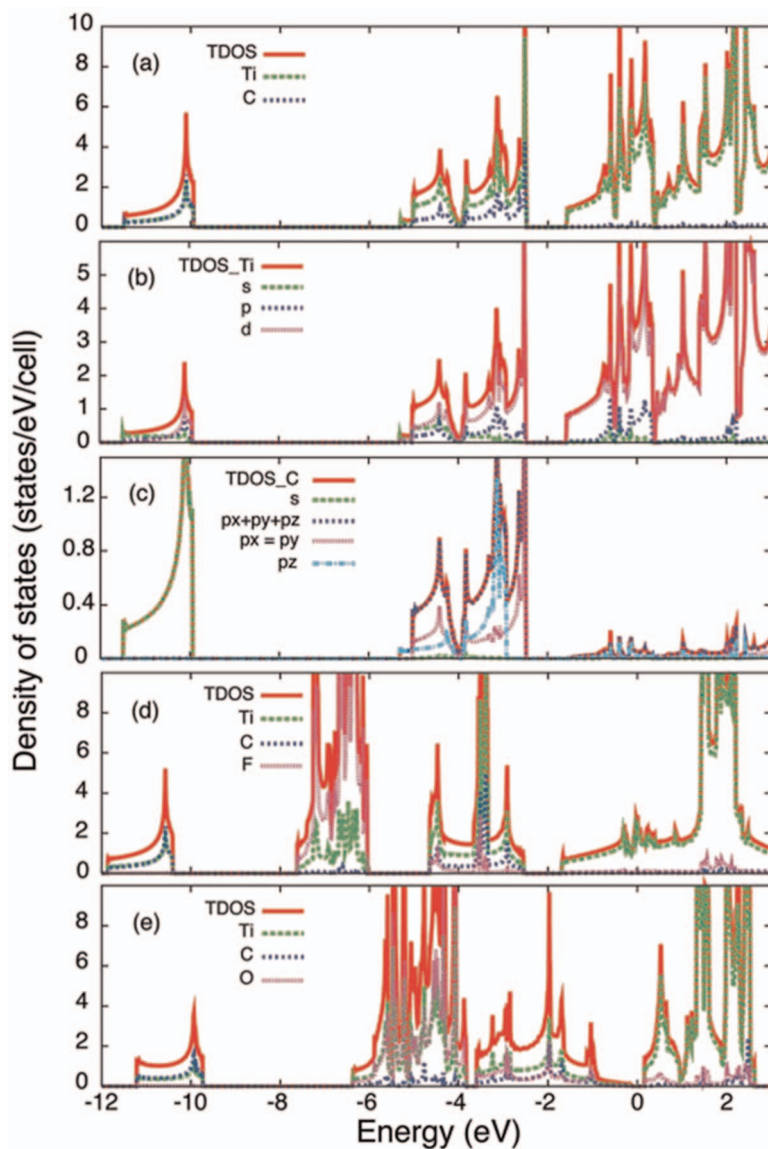 Density of states (states/eV/cell)
10
8
6
4
2
0
(a)
TDOS
Ti
C
5
4
3
2
1
0
(b)
TDOS_Ti
s
p
d
1.2
0.8
0.4
0
(c)
TDOS_C
s
px+py+pz
px = py
pz
8
6
4
2
0
(d)
TDOS
Ti
C
F
8
6
4
2
0
(e)
TDOS
Ti
C
O
-12 -10 -8 -6 -4 -2 0 2
Energy (eV)